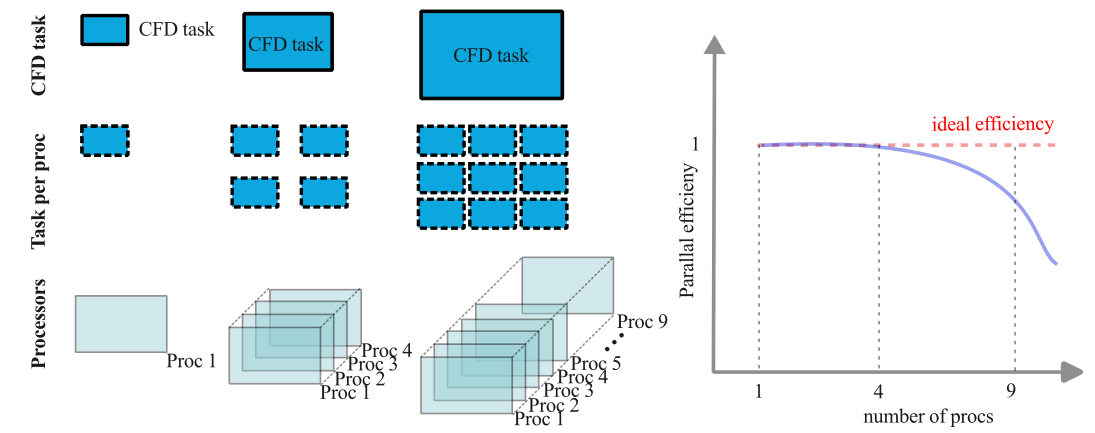 CFD task
CFD task
CFD task
CFD task
Task per proc
Processors
Proc 1
Proc 4
Proc 3
Proc 2
Proc 1
Proc 9
Proc 5
Proc 4
Proc 3
Proc 2
Proc 1
ideal efficiency
1
Parallal efficieny
1 4 9
number of procs